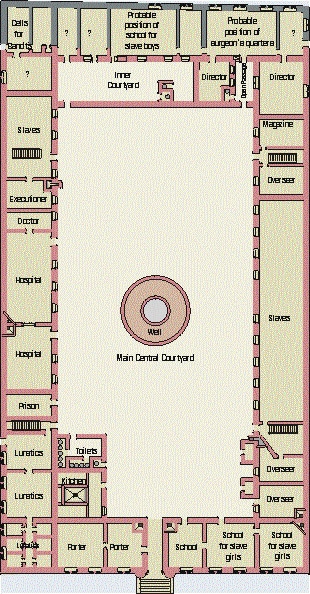 Cells
for
Bandits
?
?
Probable
position of
school for
slave boys
Probable
position of
surgeon's quarters
?
?
Inner
Courtyard
Director
Open Passage
Director
Slaves
Magazine
Overseer
Executioner
Doctor
Hospital
Slaves
Well
Main Central Courtyard
Hospital
Prison
Lunatics
Toilets
Overseer
Kitchen
Lunatics
Overseer
Lunatics
Porter
Porter
School
School
for slave
girls
School
for slave
girls